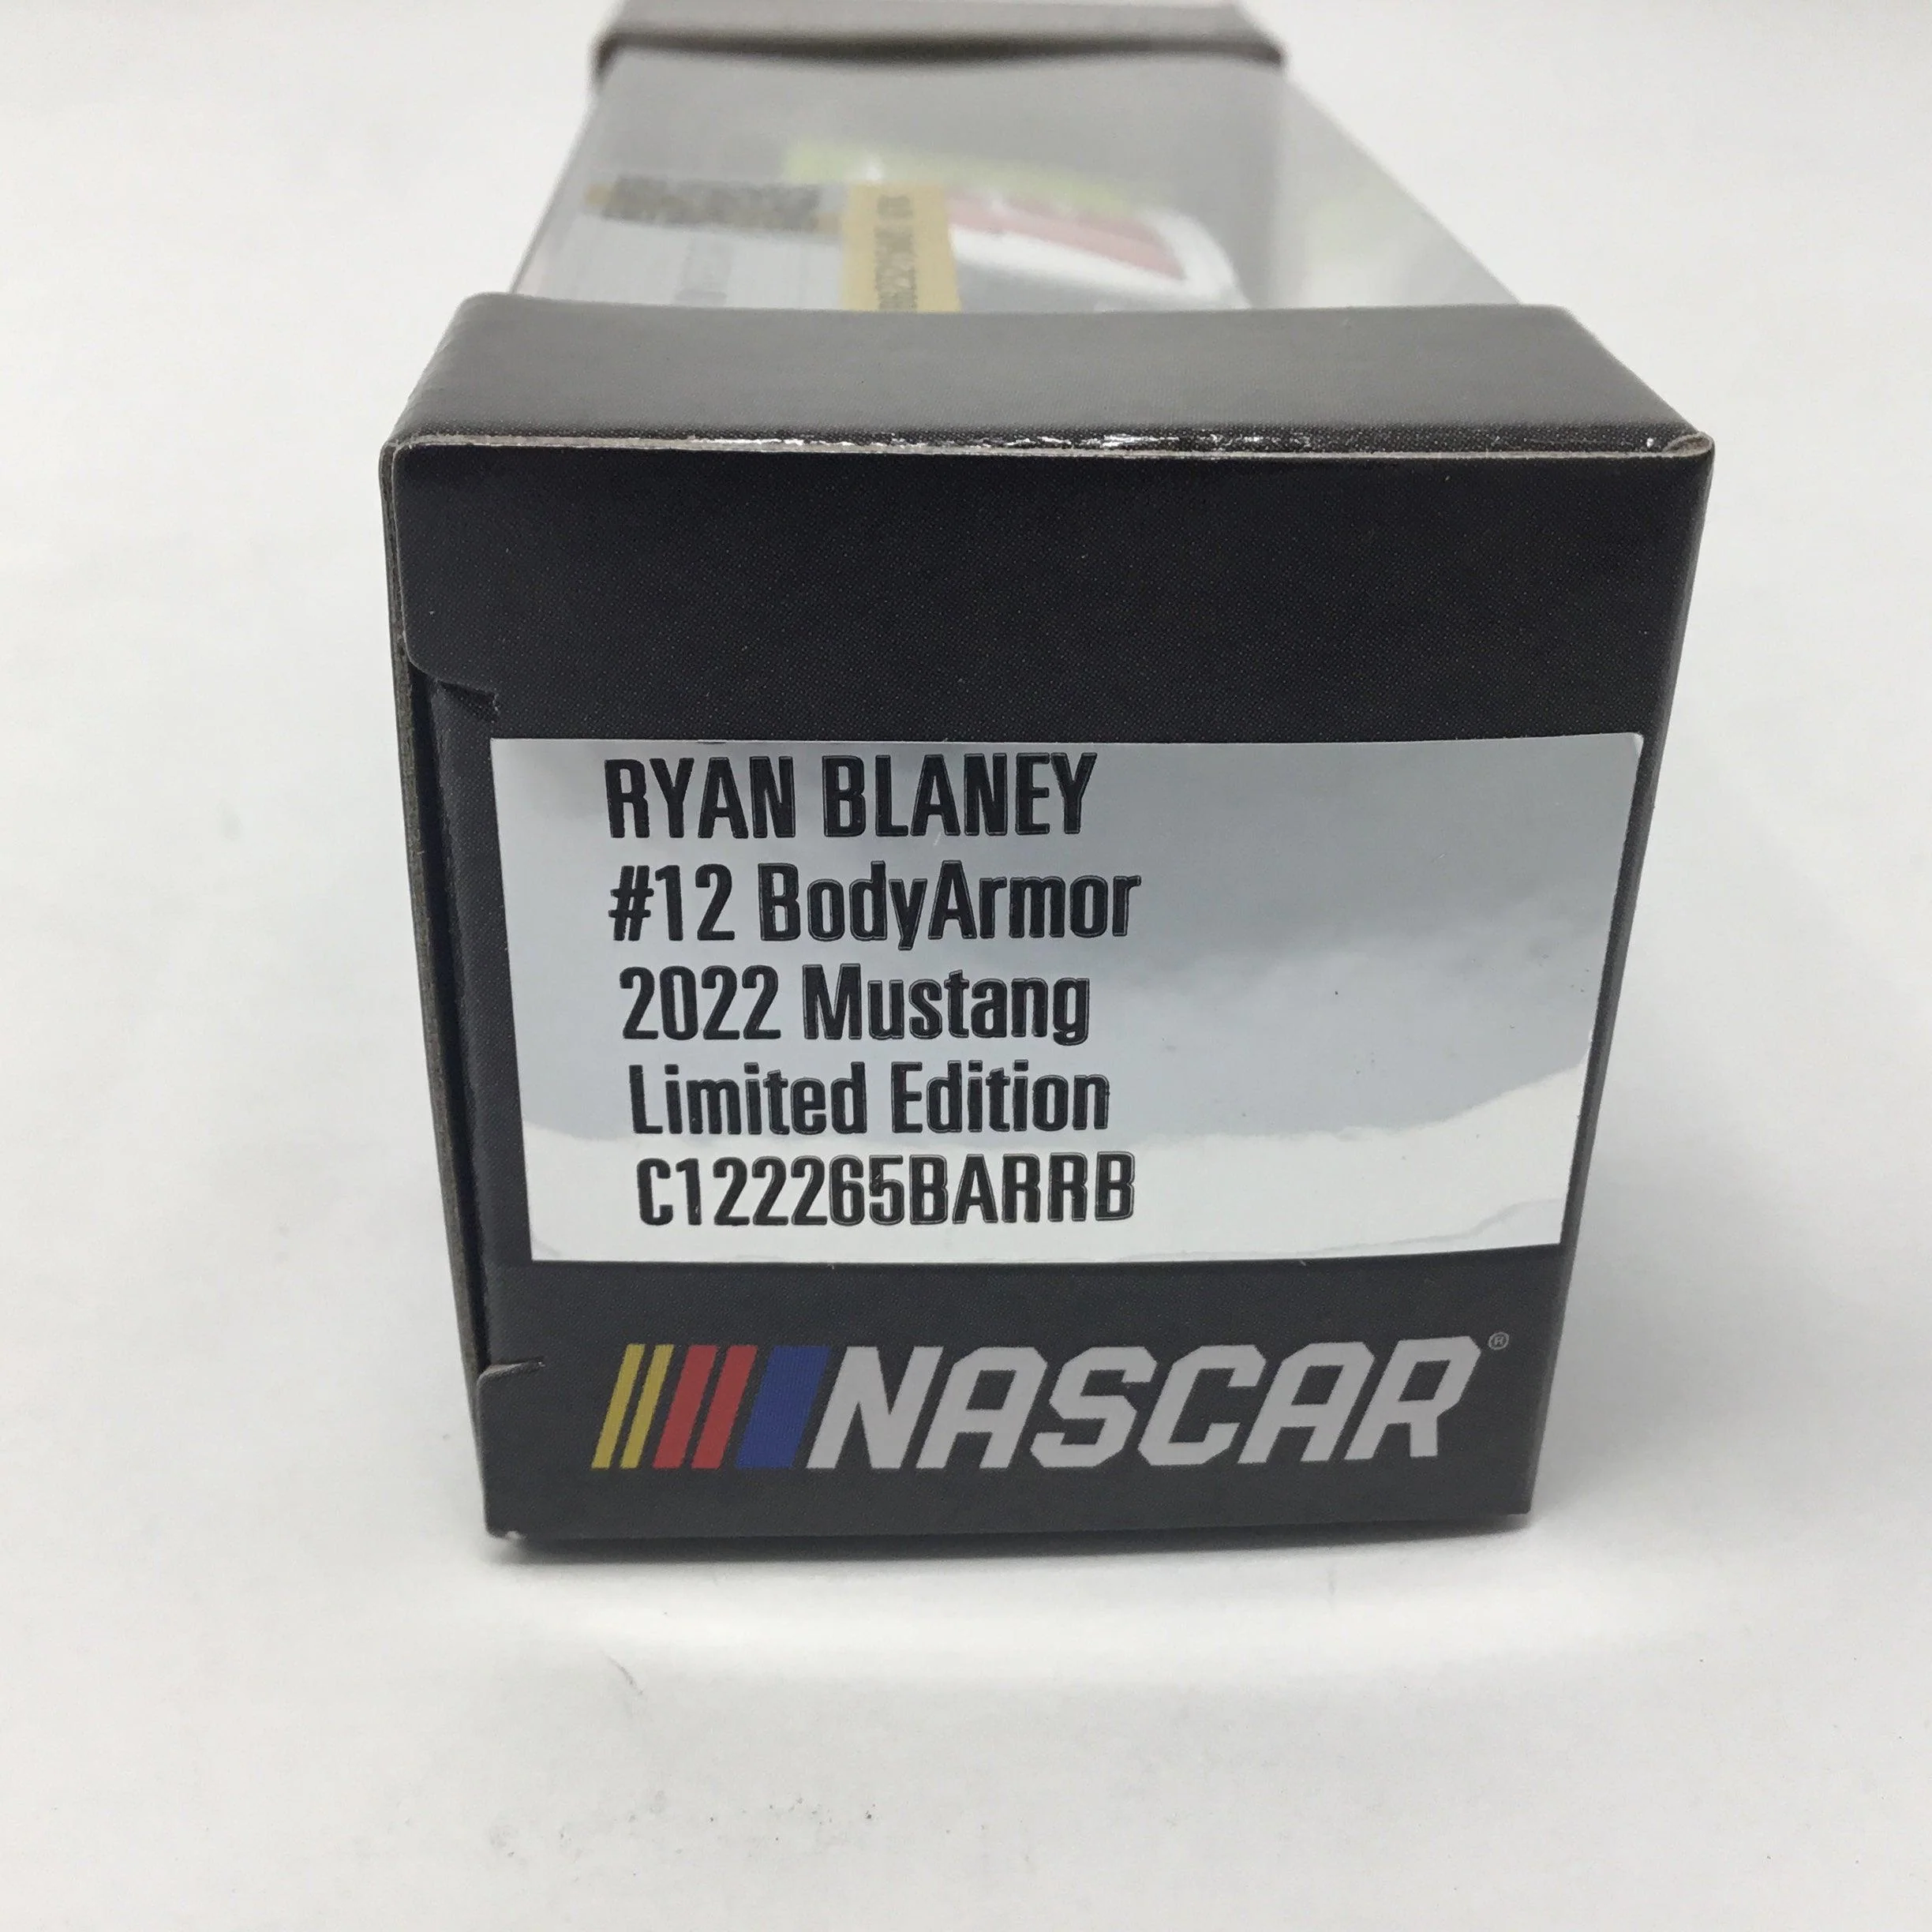 RYAN BLANEY
#12 BodyArmor
2022 Mustang
Limited Edition
C122265BARRB
NASCAR®